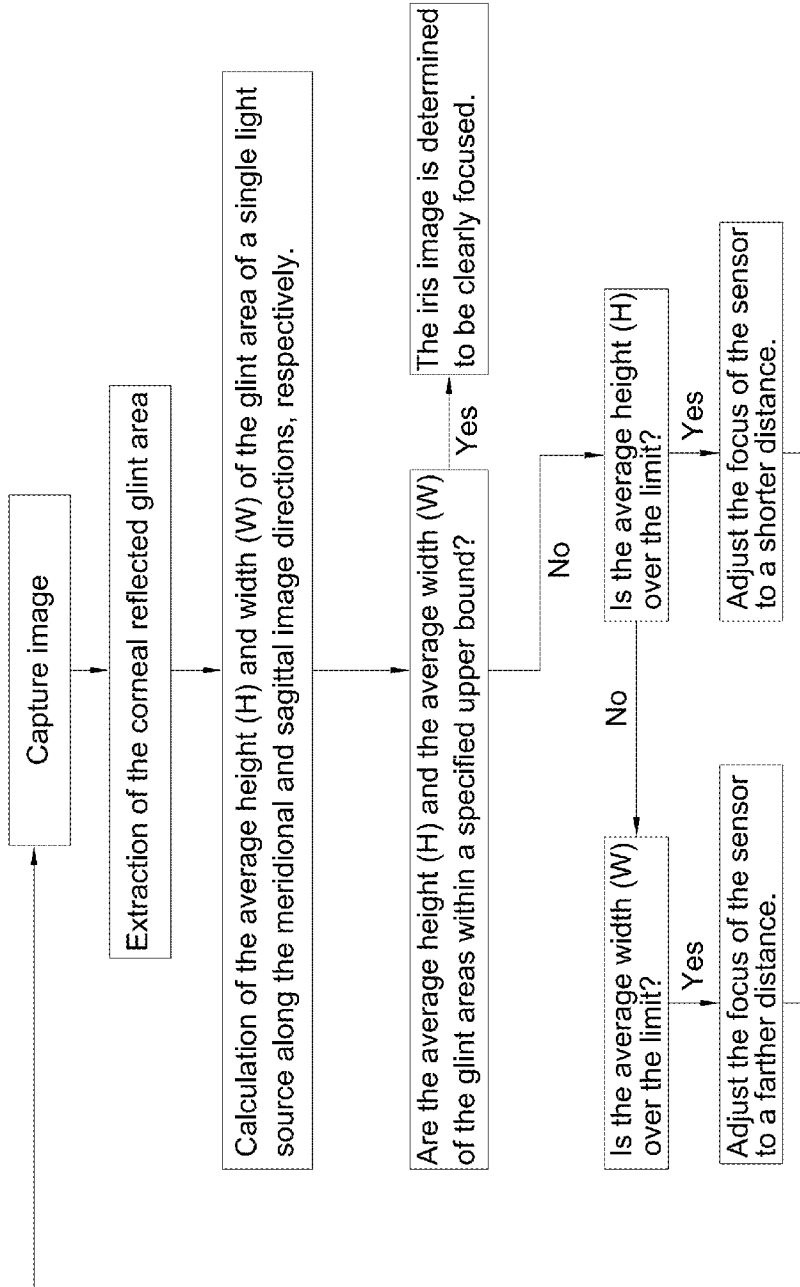 Capture image
Extraction of the corneal reflected glint area
Calculation of the average height (H) and width (W) of the glint area of a single light
source along the meridional and sagittal image directions, respectively.
Are the average height (H) and the average width (W)
of the glint areas within a specified upper bound?
Yes
The iris image is determined
to be clearly focused.
No
Is the average height (H)
over the limit?
No
Is the average width (W)
over the limit?
Yes
Yes
Adjust the focus of the sensor
to a farther distance.
Adjust the focus of the sensor
to a shorter distance.